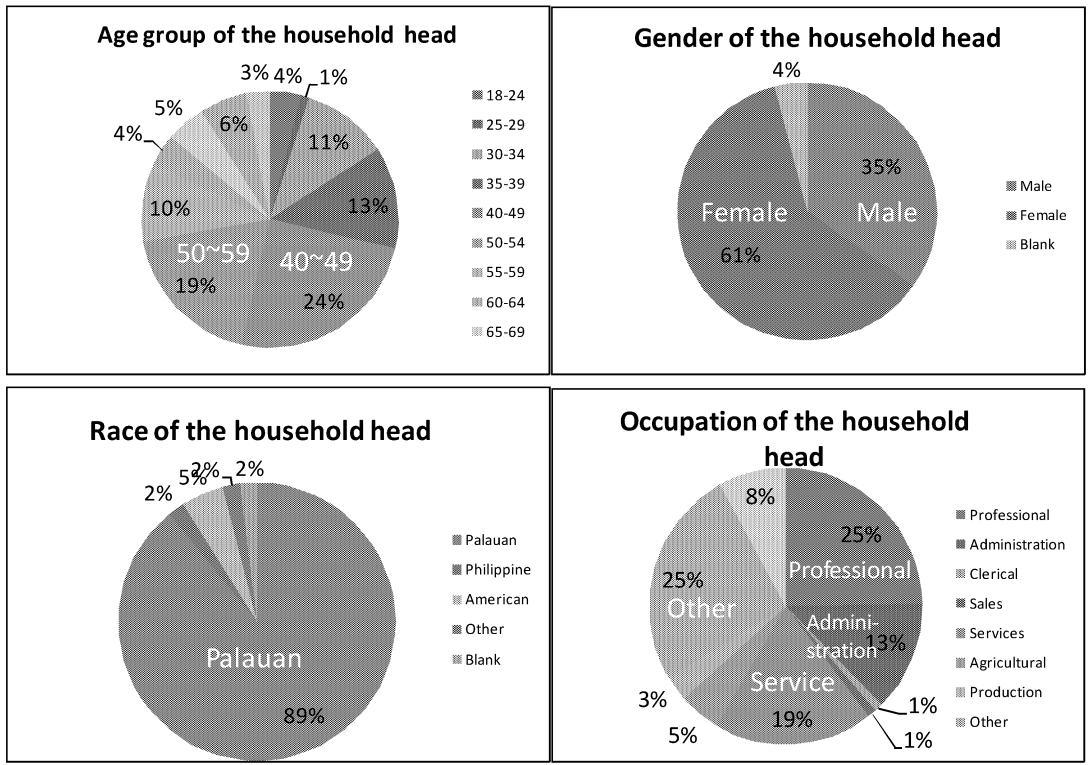 Age group of the household head
3%
4%
1%
5%
6%
11%
4%
10%
13%
50~59
40~49
19%
24%
18-24
25-29
30-34
35-39
40-49
50-54
55-59
60-64
65-69
Gender of the household head
4%
35%
Female
Male
61%
Male
Female
Blank
Race of the household head
2%
5%
2%
2%
Palauan
89%
Palauan
Philippine
American
Other
Blank
Occupation of the household
head
8%
25%
Professional
25%
Other
Admini-
stration
13%
Service
19%
3%
5%
1%
1%
Professional
Administration
Clerical
Sales
Services
Agricultural
Production
Other